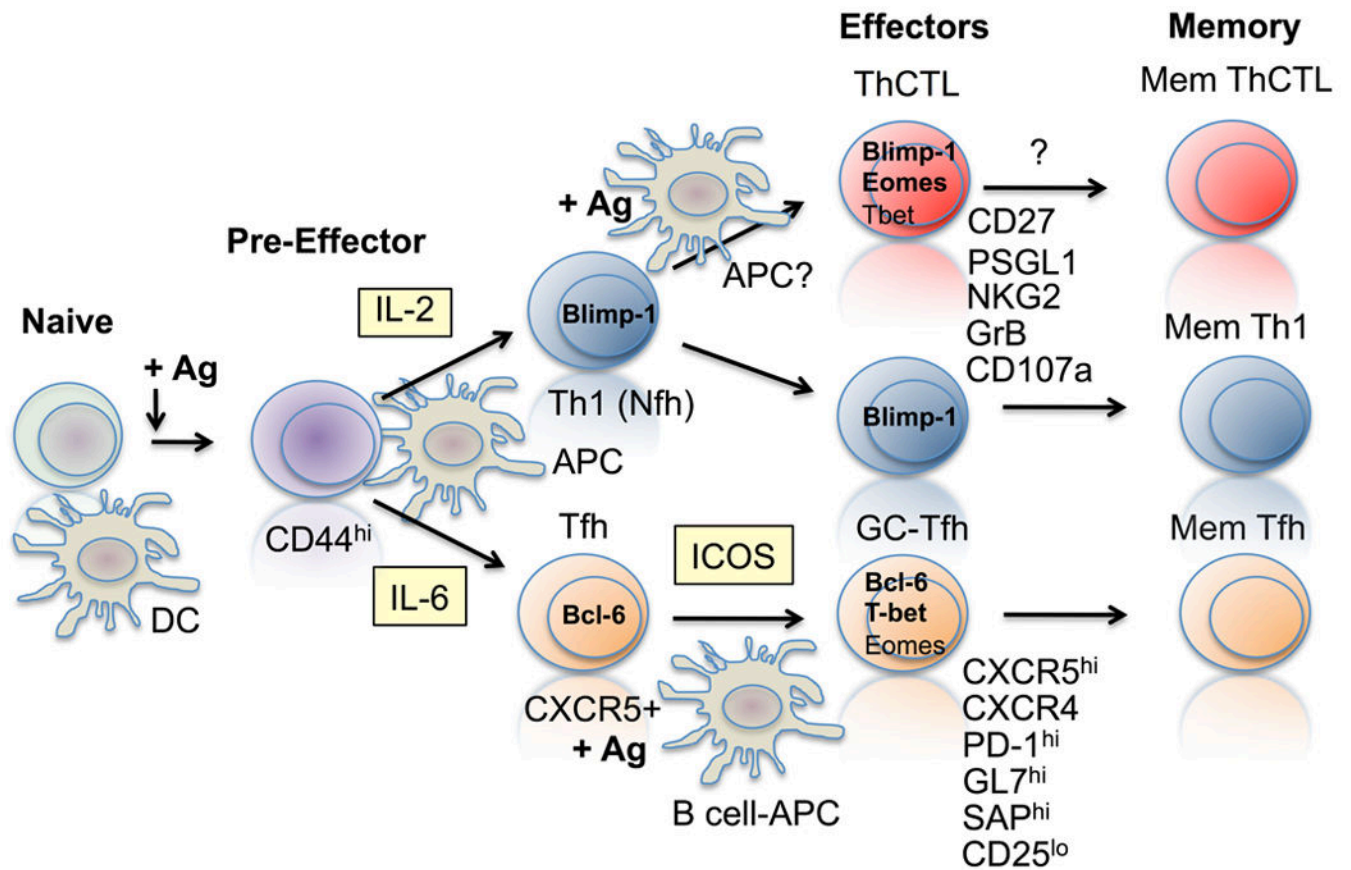 Effectors
Memory
ThCTL
Mem ThCTL
Blimp-1
Eomes
Tbet
?
+ Ag
APC?
CD27
PSGL1
NKG2
GrB
CD107a
Pre-Effector
IL-2
Blimp-1
Th1 (Nfh)
Naive
+ Ag
DC
CD44hi
APC
IL-6
Mem Th1
Blimp-1
Tfh
ICOS
GC-Tfh
Mem Tfh
Bcl-6
Bcl-6
T-bet
Eomes
CXCR5+
+ Ag
B cell-APC
CXCR5hi
CXCR4
PD-1hi
GL7hi
SAPhi
CD25lo